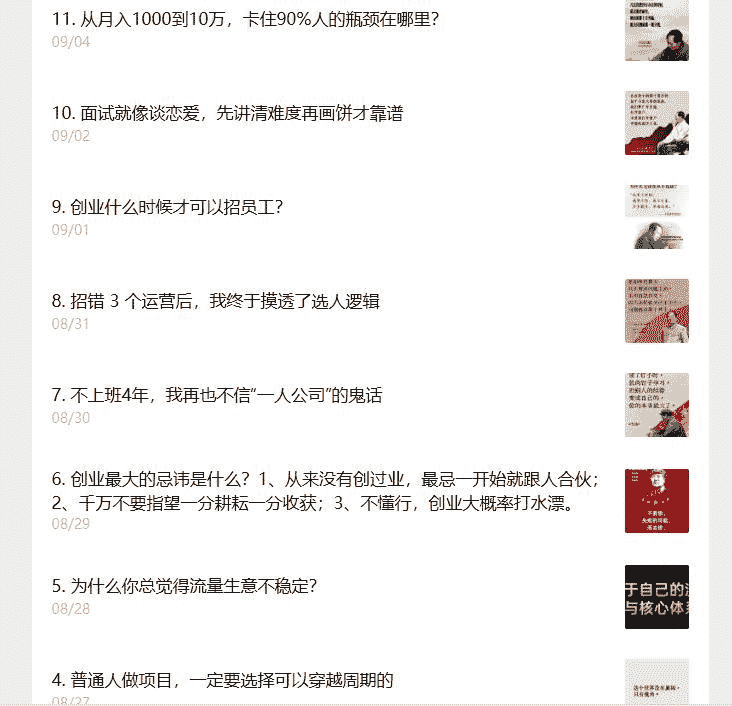 11. 从月入1000到10万，卡住90%人的瓶颈在哪里？
09/04
10. 面试就像谈恋爱，先讲清难度再画饼才靠谱
09/02
9. 创业什么时候才可以招员工？
09/01
8. 招错 3 个运营后，我终于摸透了选人逻辑
08/31
7. 不上班4年，我再也不信“一人公司”的鬼话
08/30
6. 创业最大的忌讳是什么？1、从来没有创过业，最忌一开始就跟人合伙；
2、千万不要指望一分耕耘一分收获；3、不懂行，创业大概率打水漂。
08/29
5. 为什么你总觉得流量生意不稳定？
08/28
于自己的
与核心体
4. 普通人做项目，一定要选择可以穿越周期的
08/27